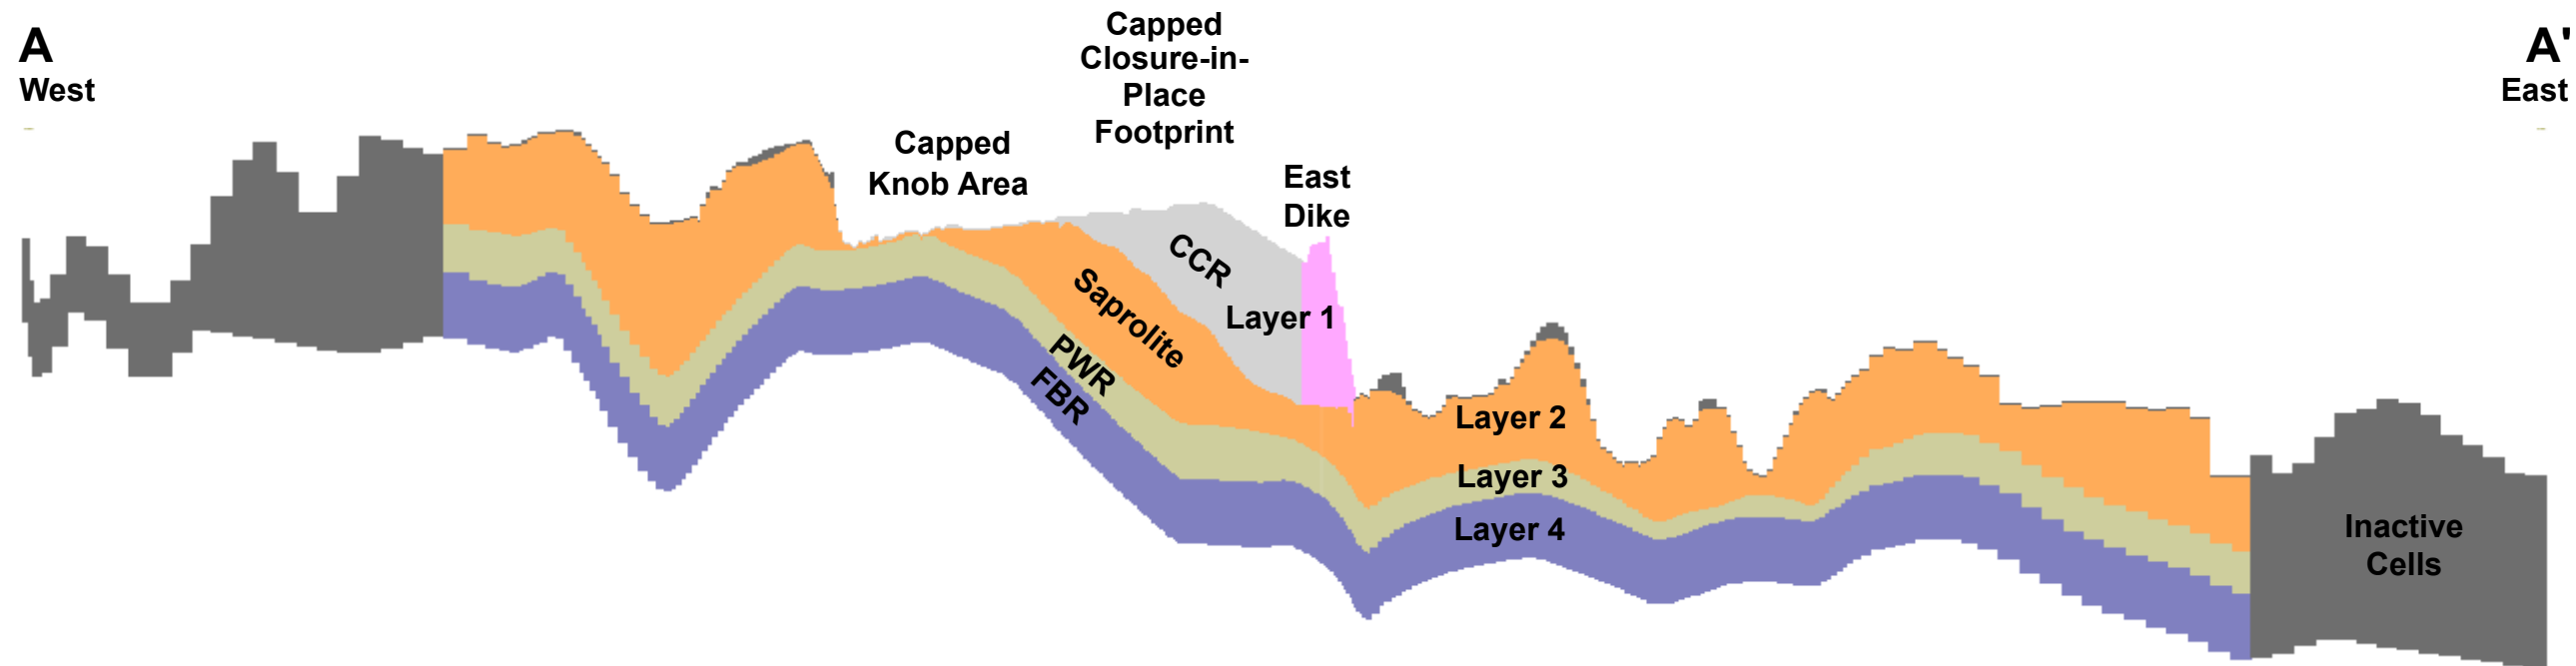 A
West
Capped
Closure-in-
Place
Footprint
A'
East
Capped
Knob Area
East
Dike
CCR
Layer 1
Saprolite
PWR
FBR
Layer 2
Layer 3
Layer 4
Inactive
Cells